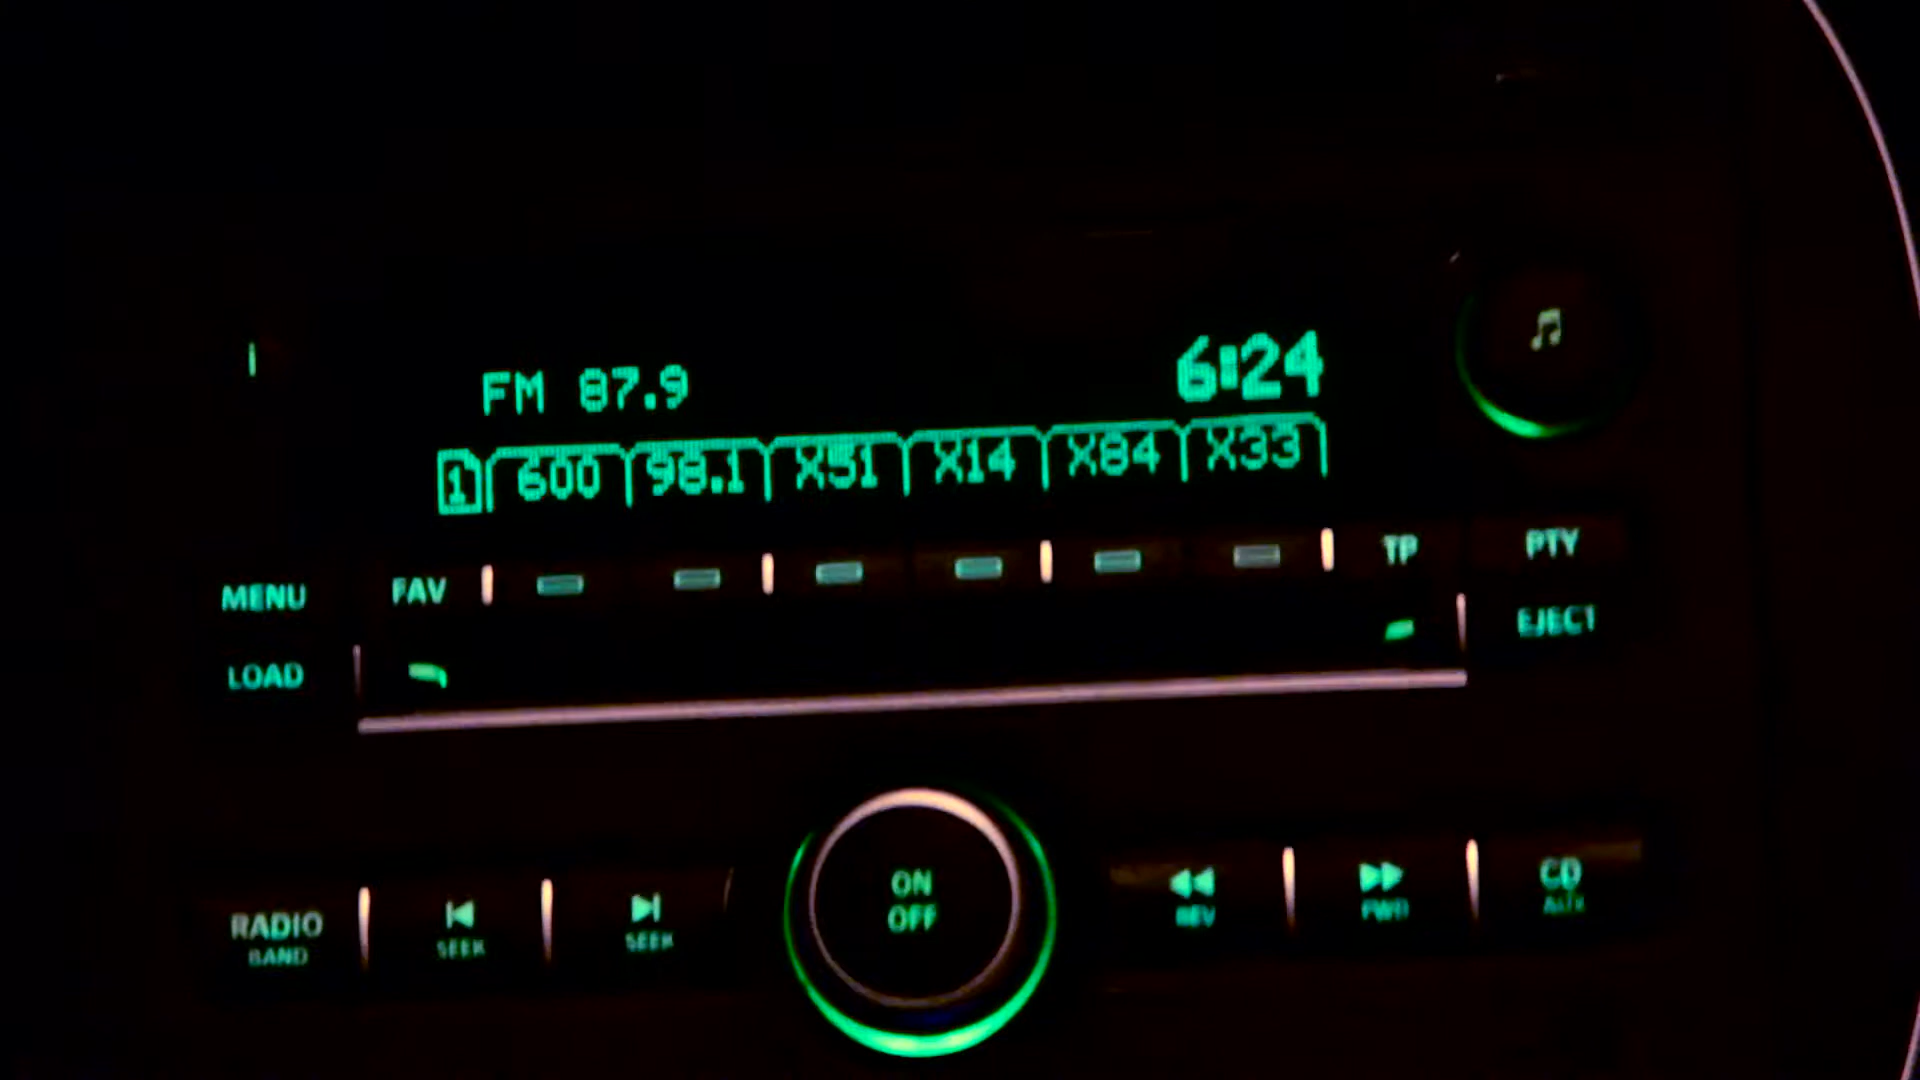 FM 87.9 6:24
1 600 98.1 X51 X14 X84 X33
MENU FAV TP PTY
LOAD EJECT
RADIO
BAND
SEEK
SEEK
ON
OFF
REV
FWD
CD
AUX